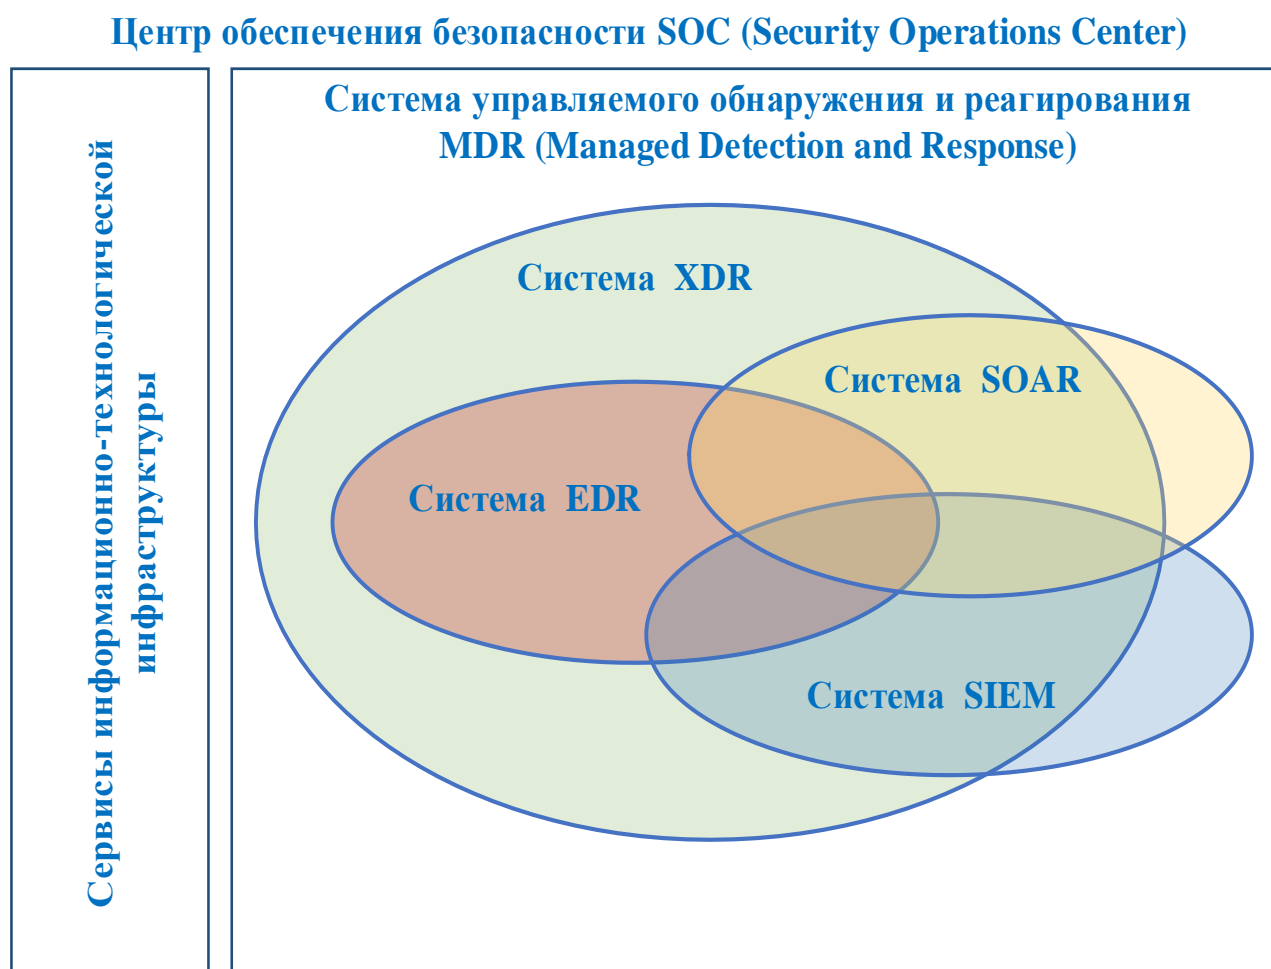 Центр обеспечения безопасности SOC (Security Operations Center)
Система управляемого обнаружения и реагирования
MDR (Managed Detection and Response)
Сервисы информационно-технологической
инфраструктуры
Система XDR
Система SOAR
Система EDR
Система SIEM